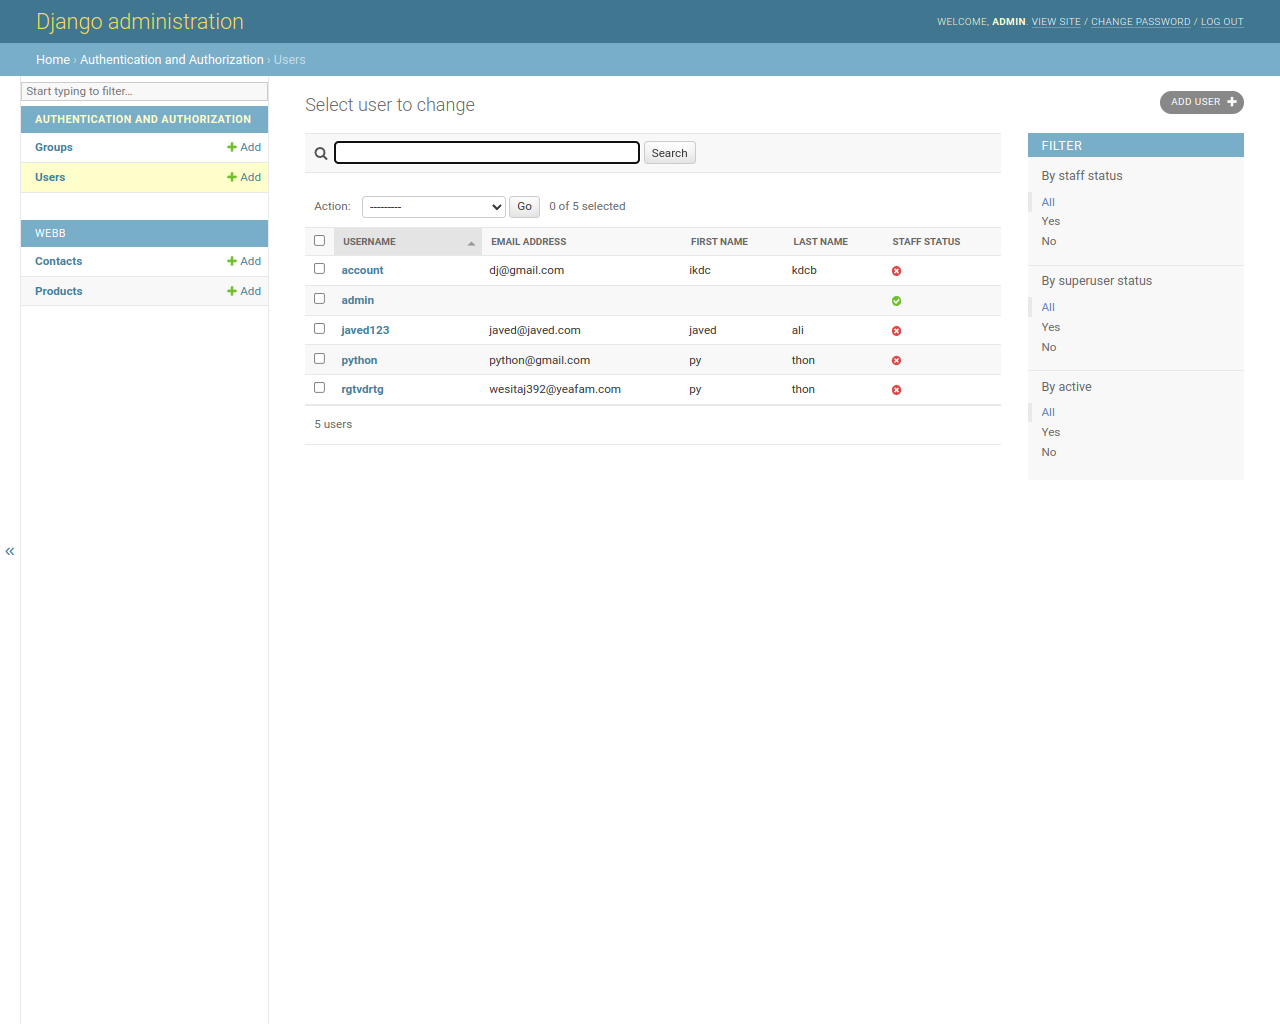 Django administration
WELCOME, ADMIN. VIEW SITE / CHANGE PASSWORD / LOG OUT
Home › Authentication and Authorization › Users
Start typing to filter...
AUTHENTICATION AND AUTHORIZATION
Groups Add
Users Add
WEBB
Contacts Add
Products Add
«
Select user to change
ADD USER
Search
Action: --------- Go 0 of 5 selected
USERNAME EMAIL ADDRESS FIRST NAME LAST NAME STAFF STATUS
account dj@gmail.com ikdc kdcb
admin
javed123 javed@javed.com javed ali
python python@gmail.com py thon
rgtvdrtg wesitaj392@yeafam.com py thon
5 users
FILTER
By staff status
All
Yes
No
By superuser status
All
Yes
No
By active
All
Yes
No